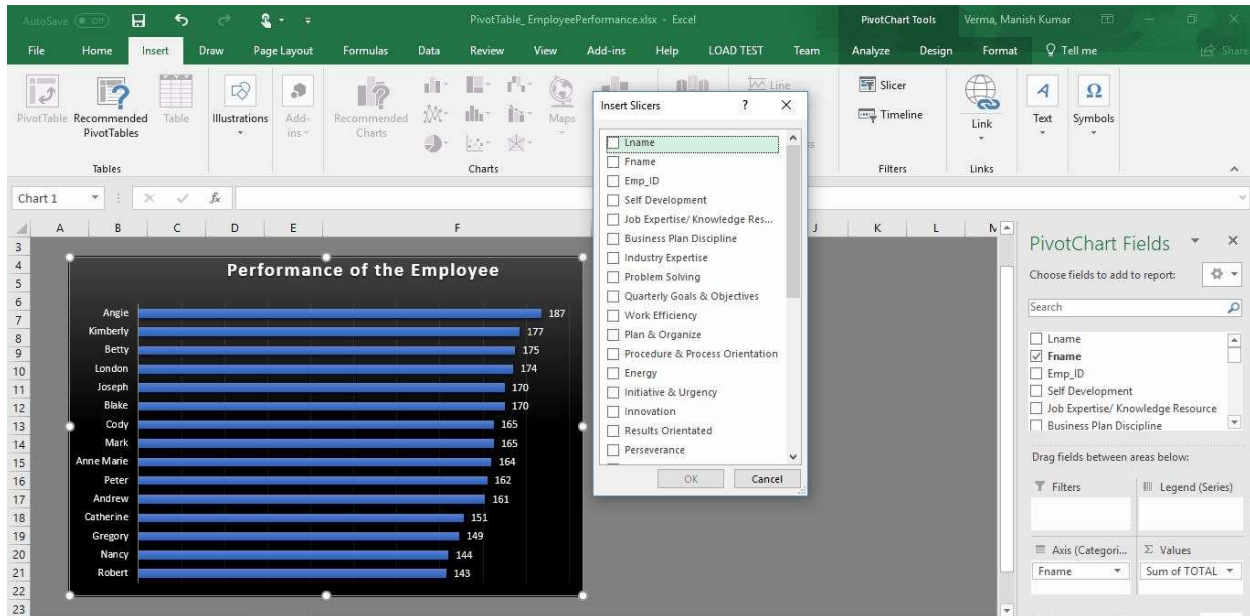 AutoSave Off PivotTable_ EmployeePerformance.xlsx - Excel PivotChart Tools Verma, Manish Kumar
File Home Insert Draw Page Layout Formulas Data Review View Add-ins Help LOAD TEST Team Analyze Design Format Tell me Share
PivotTable Recommended PivotTables Table Illustrations Add-ins Recommended Charts Maps Line
Slicer
Timeline
Link Text Symbols
Tables Charts Filters Links
Chart 1 fx
A B C D E F J K L
3
4
5
6
7
8
9
10
11
12
13
14
15
16
17
18
19
20
21
22
23
Performance of the Employee
Angie 187
Kimberly 177
Betty 175
London 174
Joseph 170
Blake 170
Cody 165
Mark 165
Anne Marie 164
Peter 162
Andrew 161
Catherine 151
Gregory 149
Nancy 144
Robert 143
Insert Slicers ? ×
Lname
Fname
Emp_ID
Self Development
Job Expertise/ Knowledge Res...
Business Plan Discipline
Industry Expertise
Problem Solving
Quarterly Goals & Objectives
Work Efficiency
Plan & Organize
Procedure & Process Orientation
Energy
Initiative & Urgency
Innovation
Results Orientated
Perseverance
OK Cancel
PivotChart Fields
Choose fields to add to report:
Search
Lname
Fname
Emp_ID
Self Development
Job Expertise/ Knowledge Resource
Business Plan Discipline
Drag fields between areas below:
Filters Legend (Series)
Axis (Categori... Σ Values
Fname Sum of TOTAL